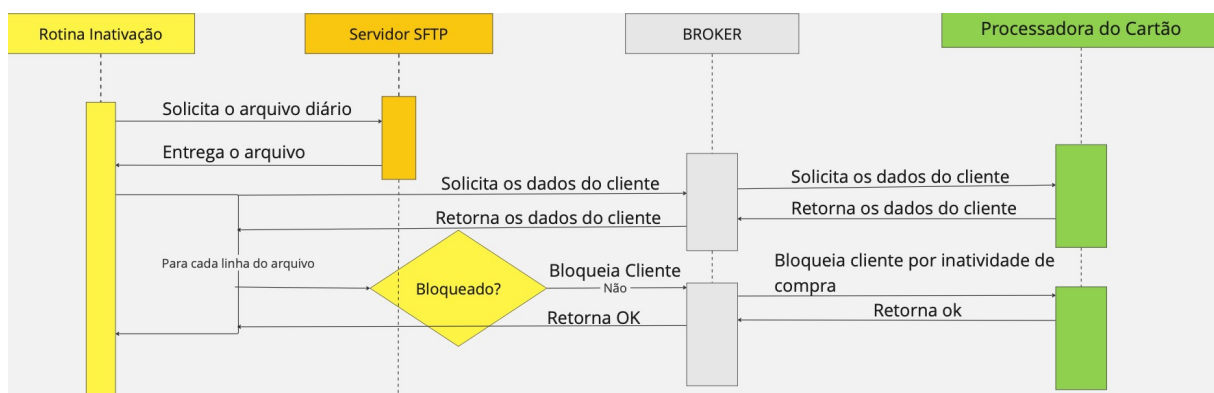 Rotina Inativação
Servidor SFTP
BROKER
Processadora do Cartão
Solicita o arquivo diário
Entrega o arquivo
Solicita os dados do cliente
Solicita os dados do cliente
Retorna os dados do cliente
Retorna os dados do cliente
Para cada linha do arquivo
Bloqueado?
Bloqueia Cliente
Não
Bloqueia cliente por inatividade de
compra
Retorna OK
Retorna ok